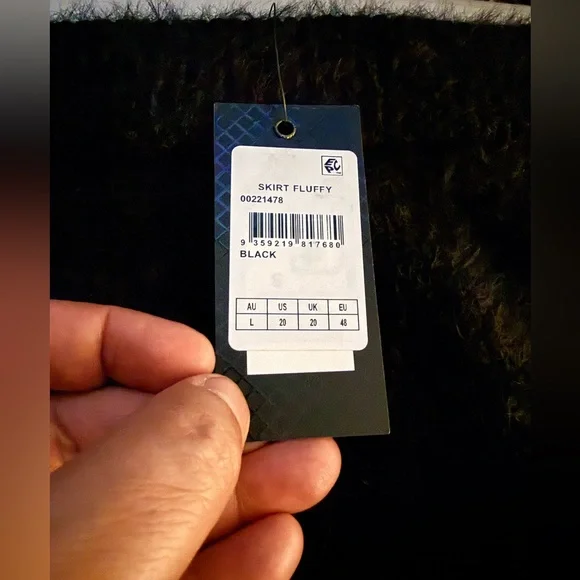 SKIRT FLUFFY
00221478
9 359219 817680
BLACK
AU US UK EU
L 20 20 48